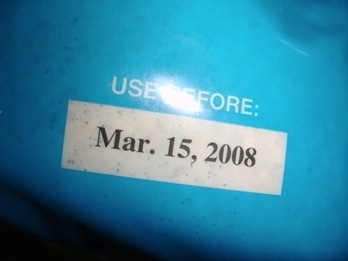 USE BEFORE:
Mar. 15, 2008